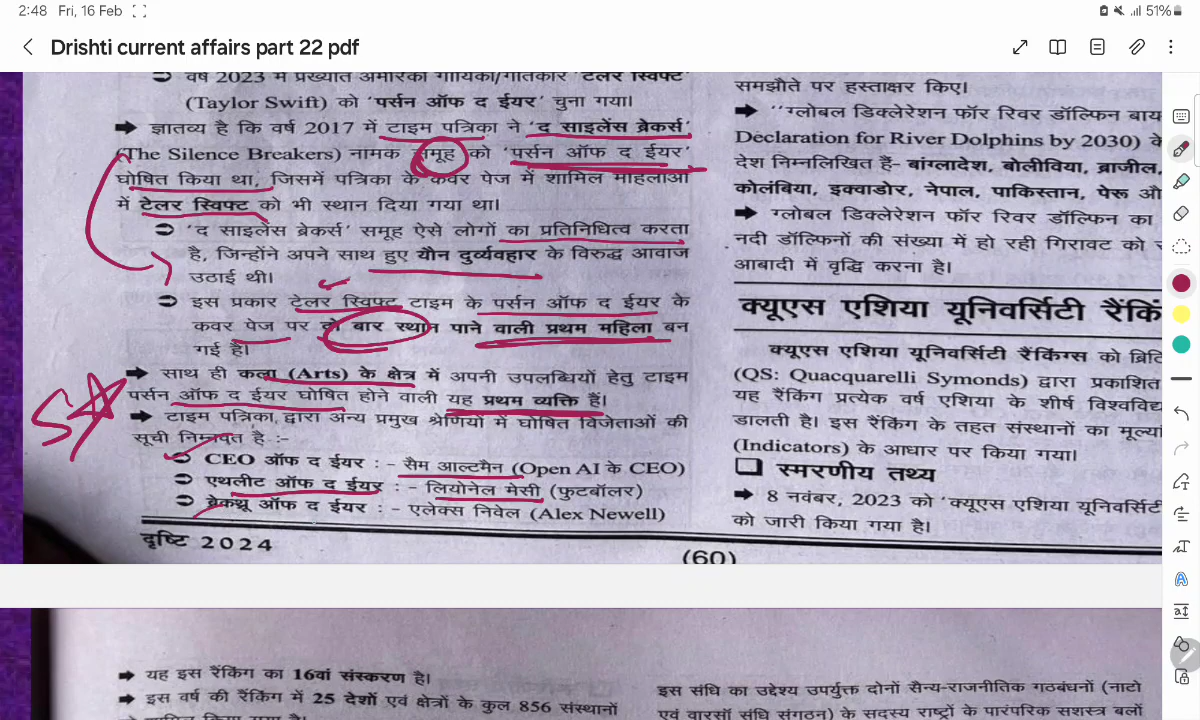 2:48 Fri, 16 Feb
51%
Drishti current affairs part 22 pdf
वर्ष 2023 में प्रख्यात अमेरिकी गायिका/गीतकार 'टेलर स्विफ्ट'
(Taylor Swift) को 'पर्सन ऑफ द ईयर' चुना गया।
ज्ञातव्य है कि वर्ष 2017 में टाइम पत्रिका ने 'द साइलेंस ब्रेकर्स'
(The Silence Breakers) नामक समूह को 'पर्सन ऑफ द ईयर'
घोषित किया था, जिसमें पत्रिका के कवर पेज में शामिल महिलाओं
में टेलर स्विफ्ट को भी स्थान दिया गया था।
'द साइलेंस ब्रेकर्स' समूह ऐसे लोगों का प्रतिनिधित्व करता
है, जिन्होंने अपने साथ हुए यौन दुर्व्यवहार के विरुद्ध आवाज
उठाई थी।
इस प्रकार टेलर स्विफ्ट टाइम के पर्सन ऑफ द ईयर के
कवर पेज पर दो बार स्थान पाने वाली प्रथम महिला बन
गई है।
साथ ही कला (Arts) के क्षेत्र में अपनी उपलब्धियों हेतु टाइम
पर्सन ऑफ द ईयर घोषित होने वाली यह प्रथम व्यक्ति हैं।
टाइम पत्रिका द्वारा अन्य प्रमुख श्रेणियों में घोषित विजेताओं की
सूची निम्नवत है :-
CEO ऑफ द ईयर : - सैम आल्टमैन (Open AI के CEO)
एथलीट ऑफ द ईयर : - लियोनेल मेसी (फुटबॉलर)
ब्रेकथ्रू ऑफ द ईयर : - एलेक्स निवेल (Alex Newell)
दृष्टि 2024
(60)
समझौते पर हस्ताक्षर किए।
''ग्लोबल डिक्लेरेशन फॉर रिवर डॉल्फिन बाय
Declaration for River Dolphins by 2030) के
देश निम्नलिखित हैं- बांग्लादेश, बोलीविया, ब्राजील,
कोलंबिया, इक्वाडोर, नेपाल, पाकिस्तान, पेरू औ
ग्लोबल डिक्लेरेशन फॉर रिवर डॉल्फिन का
नदी डॉल्फिनों की संख्या में हो रही गिरावट को
आबादी में वृद्धि करना है।
क्यूएस एशिया यूनिवर्सिटी रैंकिं
क्यूएस एशिया यूनिवर्सिटी रैंकिंग्स को ब्रिटि
(QS: Quacquarelli Symonds) द्वारा प्रकाशित
यह रैंकिंग प्रत्येक वर्ष एशिया के शीर्ष विश्वविद्य
डालती है। इस रैंकिंग के तहत संस्थानों का मूल्यां
(Indicators) के आधार पर किया गया।
स्मरणीय तथ्य
8 नवंबर, 2023 को 'क्यूएस एशिया यूनिवर्सिटी
को जारी किया गया है।
यह इस रैंकिंग का 16वां संस्करण है।
इस वर्ष की रैंकिंग में 25 देशों एवं क्षेत्रों के कुल 856 संस्थानों
को शामिल किया गया है।
इस संधि का उद्देश्य उपर्युक्त दोनों सैन्य-राजनीतिक गठबंधनों (नाटो
एवं वारसॉ संधि संगठन) के सदस्य राष्ट्रों के पारंपरिक सशस्त्र बलों